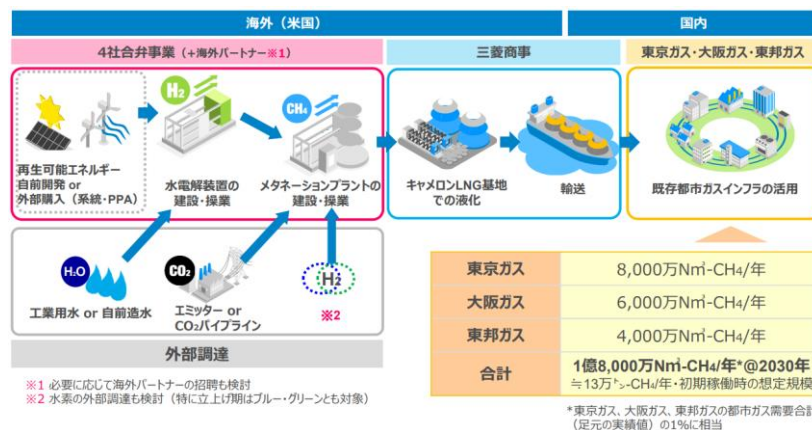 海外（米国）
国内
4社合弁事業（+海外パートナー※1）
三菱商事
東京ガス・大阪ガス・東邦ガス
H₂
CH₄
再生可能エネルギー
自前開発 or
外部購入（系統・PPA）
水電解装置の
建設・操業
メタネーションプラントの
建設・操業
キャメロンLNG基地
での液化
輸送
既存都市ガスインフラの活用
H₂O
CO₂
H₂
※2
工業用水 or 自前造水
エミッター or
CO₂パイプライン
外部調達
※1 必要に応じて海外パートナーの招聘も検討
※2 水素の外部調達も検討（特に立上げ期はブルー・グリーンとも対象）
東京ガス 8,000万N㎥-CH₄/年
大阪ガス 6,000万N㎥-CH₄/年
東邦ガス 4,000万N㎥-CH₄/年
合計 1億8,000万N㎥-CH₄/年*@2030年
≒13万㌧-CH₄/年・初期稼働時の想定規模
*東京ガス、大阪ガス、東邦ガスの都市ガス需要合計
（足元の実績値）の1%に相当